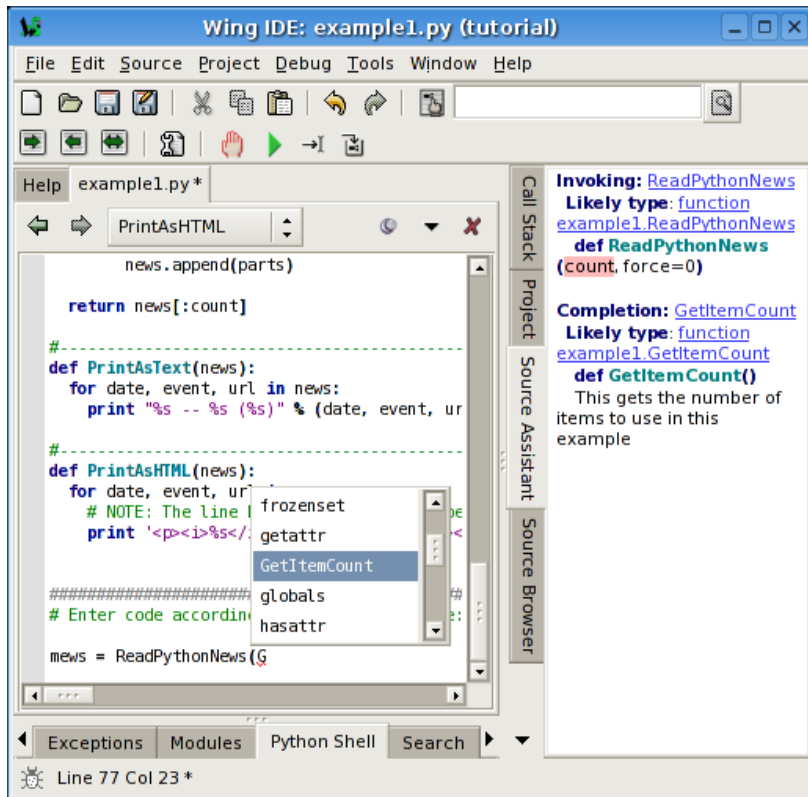 Wing IDE: example1.py (tutorial)
File Edit Source Project Debug Tools Window Help
Help example1.py*
PrintAsHTML
news.append(parts)
return news[:count]
#--------------------------------------------
def PrintAsText(news):
for date, event, url in news:
print "%s -- %s (%s)" % (date, event, ur
#--------------------------------------------
def PrintAsHTML(news):
for date, event, ur
# NOTE: The line
print '<p><i>%s</
############################################
# Enter code accordin
mews = ReadPythonNews(G
frozenset
getattr
GetItemCount
globals
hasattr
Call Stack
Project
Source Assistant
Source Browser
Invoking: ReadPythonNews
Likely type: function
example1.ReadPythonNews
def ReadPythonNews
(count, force=0)
Completion: GetItemCount
Likely type: function
example1.GetItemCount
def GetItemCount()
This gets the number of
items to use in this
example
Exceptions Modules Python Shell Search
Line 77 Col 23 *